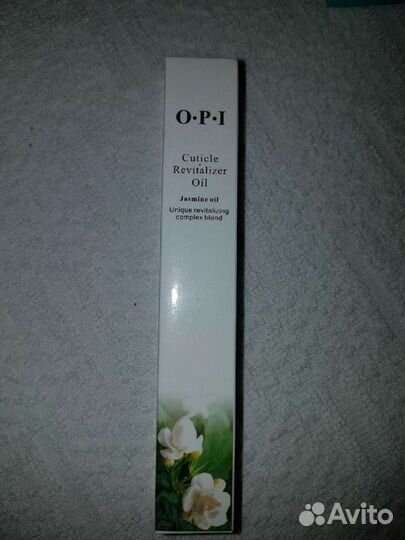 O·P·I
Cuticle
Revitalizer
Oil
Jasmine oil
Unique revitalizing
complex blend
Avito